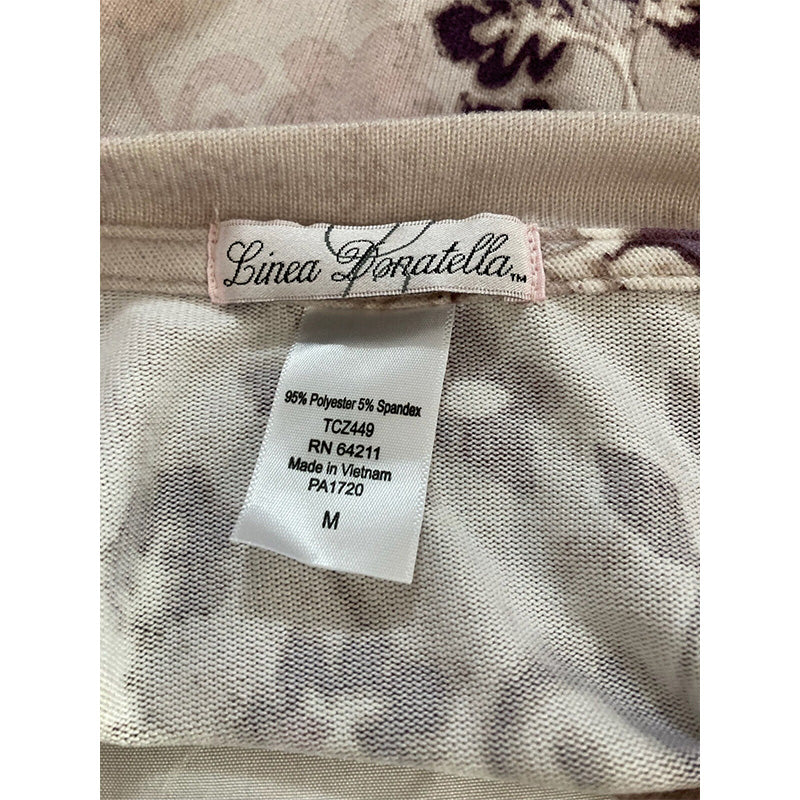 Linea Donatella™
95% Polyester 5% Spandex
TCZ449
RN 64211
Made in Vietnam
PA1720
M